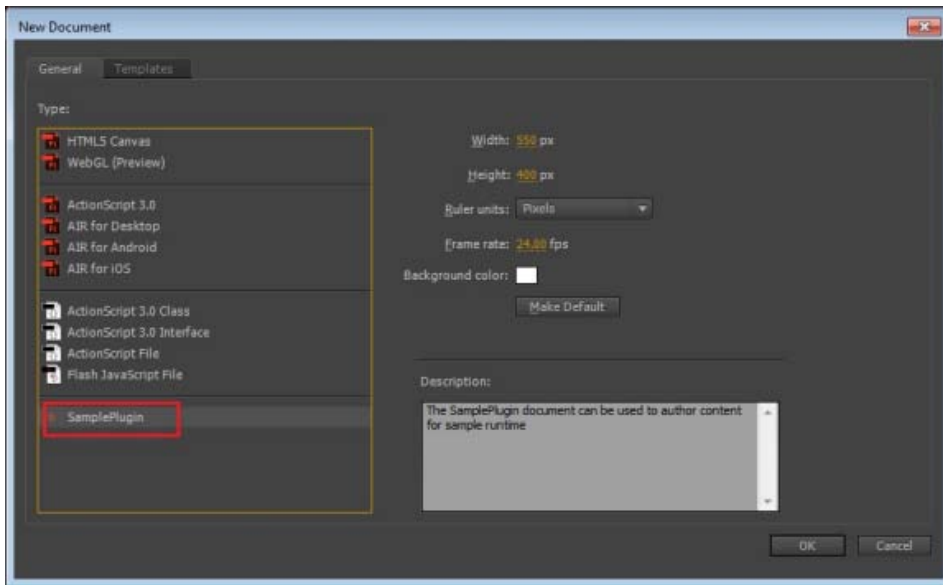 New Document
General Templates
Type:
HTML5 Canvas
WebGL (Preview)
ActionScript 3.0
AIR for Desktop
AIR for Android
AIR for iOS
ActionScript 3.0 Class
ActionScript 3.0 Interface
ActionScript File
Flash JavaScript File
SamplePlugin
Width: 550 px
Height: 400 px
Ruler units: Pixels
Frame rate: 24.00 fps
Background color:
Make Default
Description:
The SamplePlugin document can be used to author content
for sample runtime
OK Cancel